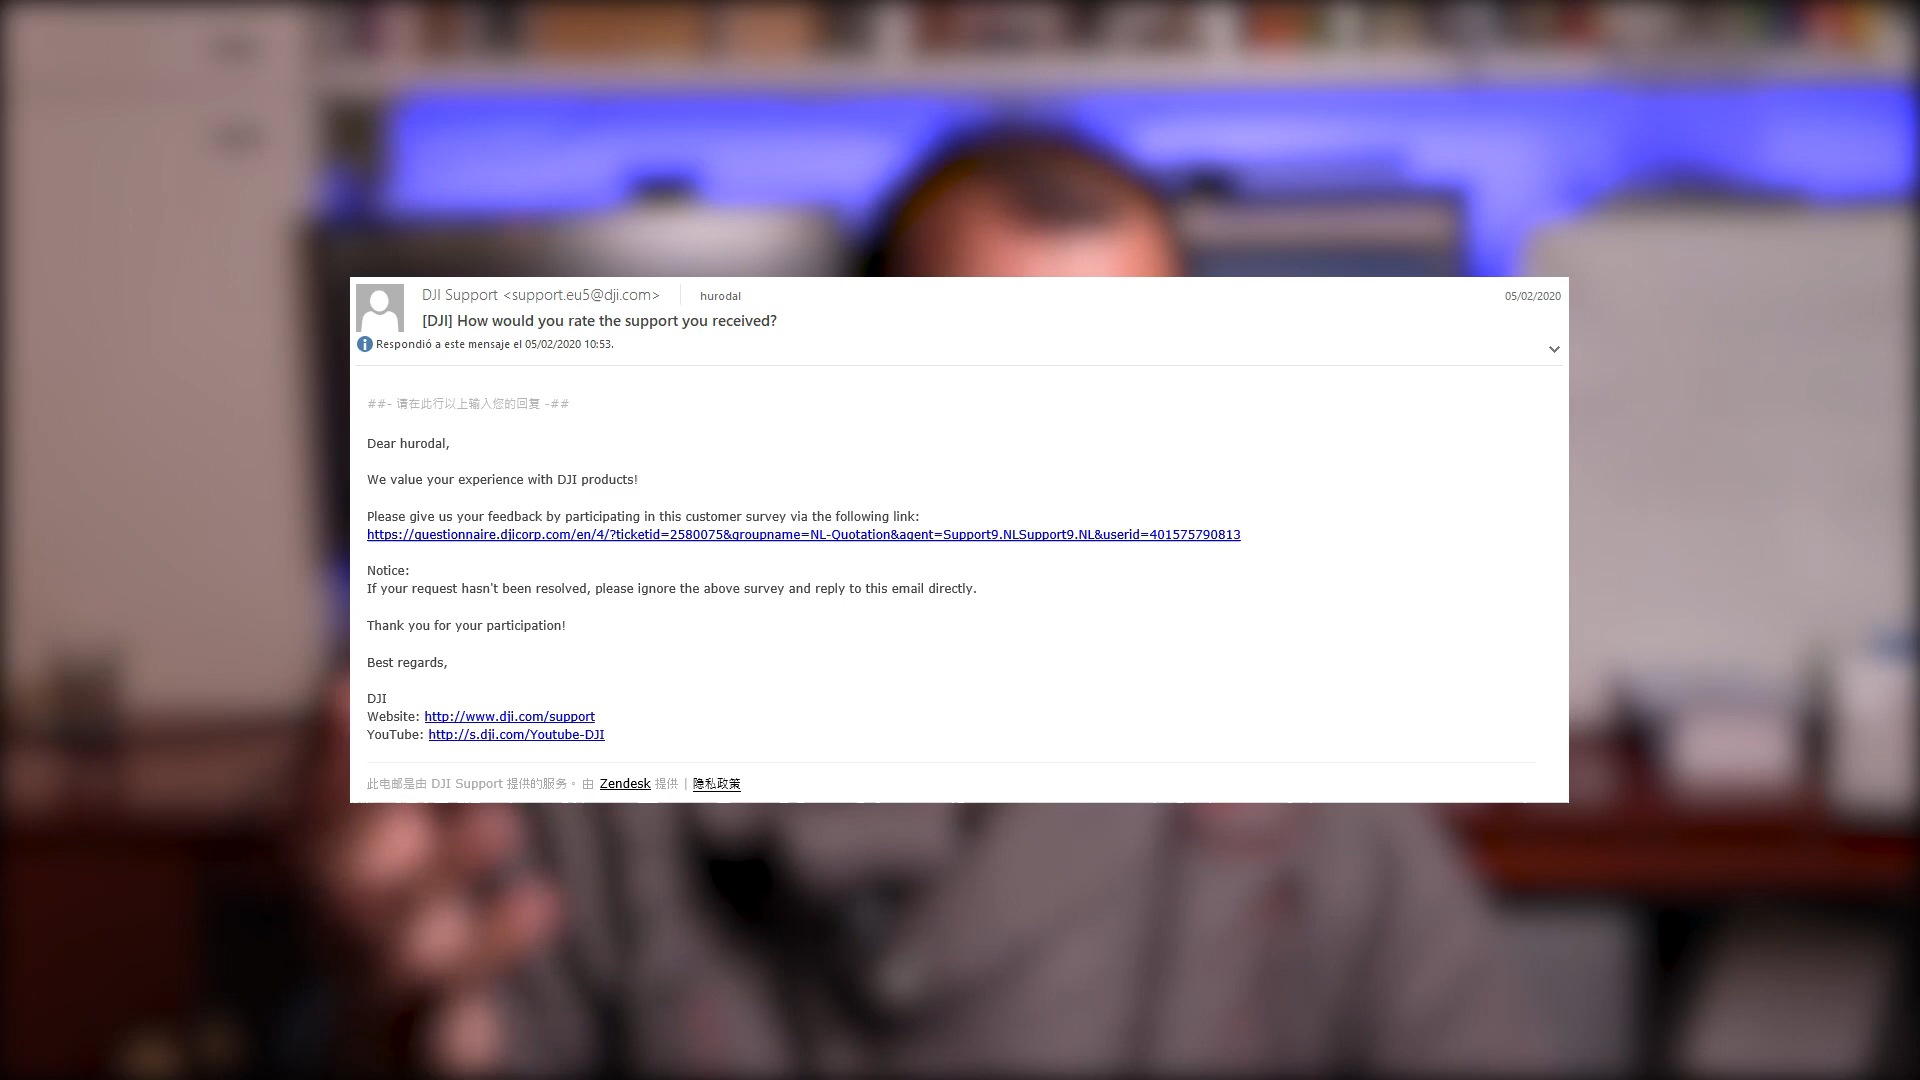 DJI Support <support.eu5@dji.com> hurodal 05/02/2020
[DJI] How would you rate the support you received?
Respondió a este mensaje el 05/02/2020 10:53.
##- 请在此行以上输入您的回复 -##
Dear hurodal,
We value your experience with DJI products!
Please give us your feedback by participating in this customer survey via the following link:
https://questionnaire.djicorp.com/en/4/?ticketid=2580075&groupname=NL-Quotation&agent=Support9.NLSupport9.NL&userid=401575790813
Notice:
If your request hasn't been resolved, please ignore the above survey and reply to this email directly.
Thank you for your participation!
Best regards,
DJI
Website: http://www.dji.com/support
YouTube: http://s.dji.com/Youtube-DJI
此电邮是由 DJI Support 提供的服务。由 Zendesk 提供 | 隐私政策